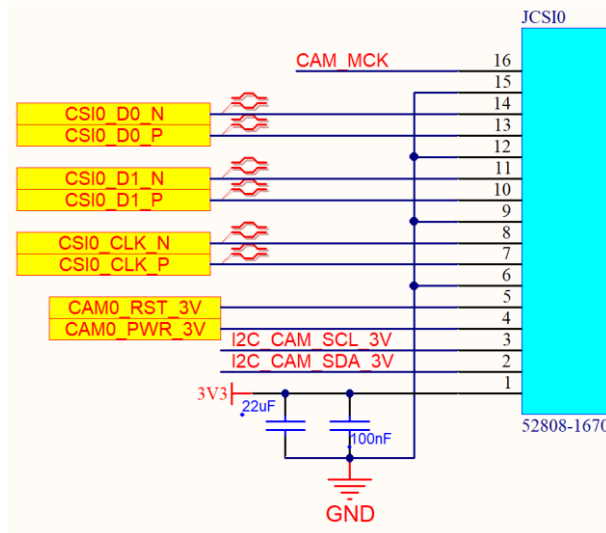 JCSI0
CAM_MCK 16
15
CSI0_D0_N 14
CSI0_D0_P 13
12
CSI0_D1_N 11
CSI0_D1_P 10
9
CSI0_CLK_N 8
CSI0_CLK_P 7
6
CAM0_RST_3V 5
CAM0_PWR_3V 4
I2C_CAM_SCL_3V 3
I2C_CAM_SDA_3V 2
3V3 1
22uF
100nF
52808-1670
GND